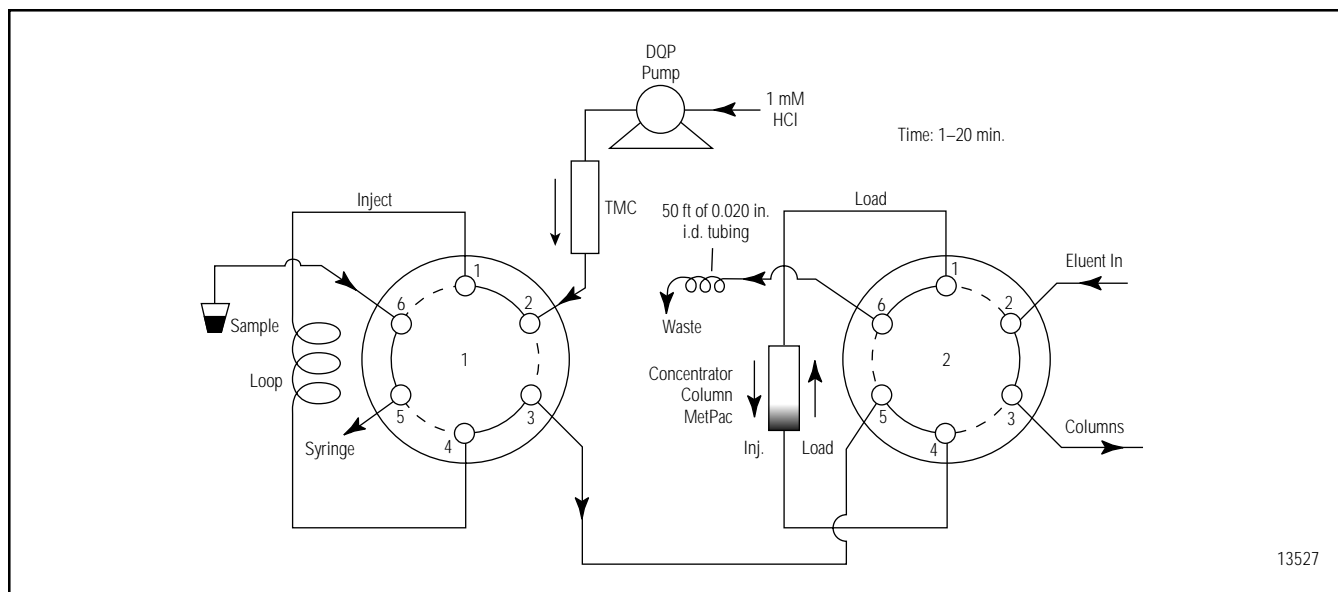 DQP
Pump
1 mM
HCl
Time: 1–20 min.
TMC
Inject
Load
50 ft of 0.020 in.
i.d. tubing
1
2
3
4
5
6
1
Sample
Loop
Syringe
Waste
Concentrator
Column
MetPac
Inj.
Load
1
2
3
4
5
6
2
Eluent In
Columns
13527